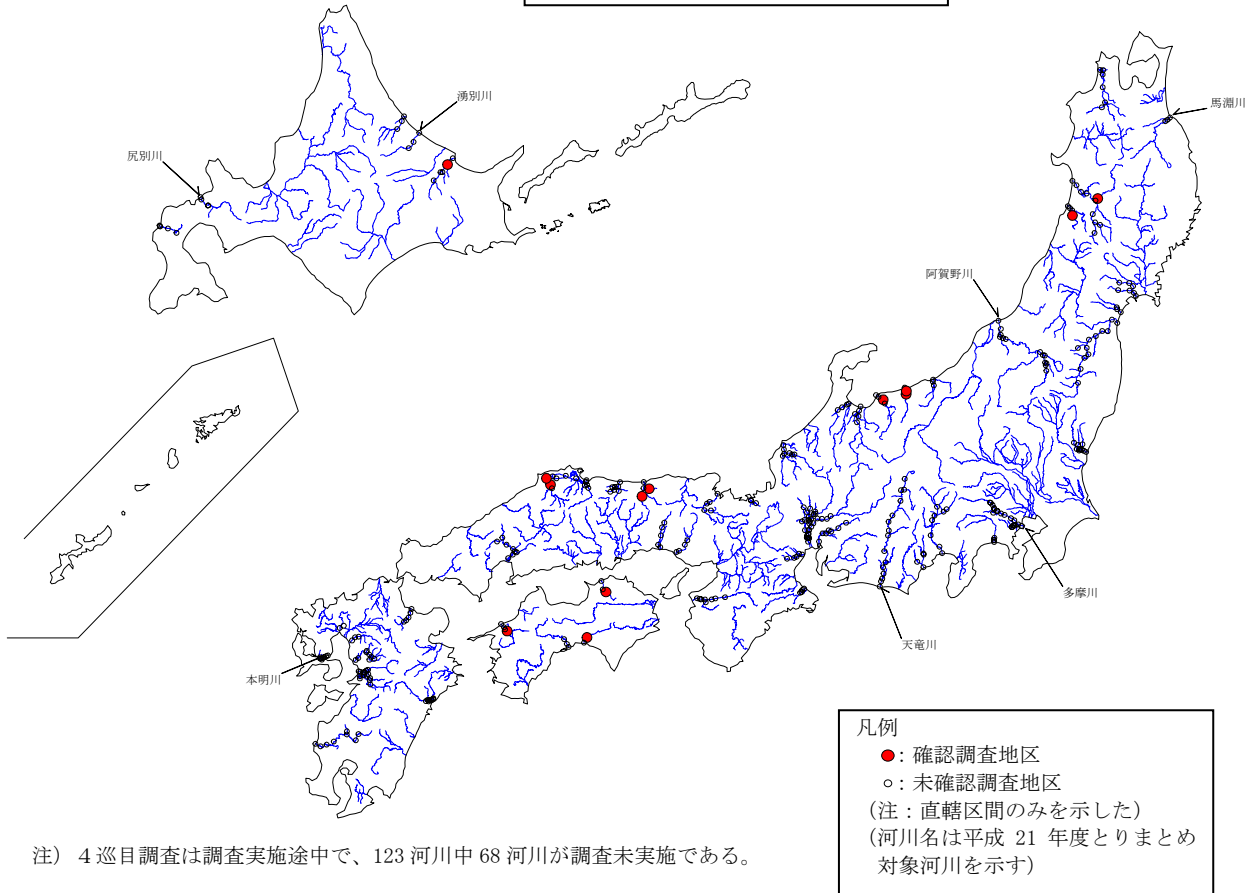 湧別川
馬淵川
尻別川
阿賀野川
多摩川
天竜川
本明川
凡例
●：確認調査地区
○：未確認調査地区
(注：直轄区間のみを示した)
(河川名は平成 21 年度とりまとめ
対象河川を示す)
注) ４巡目調査は調査実施途中で、123 河川中 68 河川が調査未実施である。